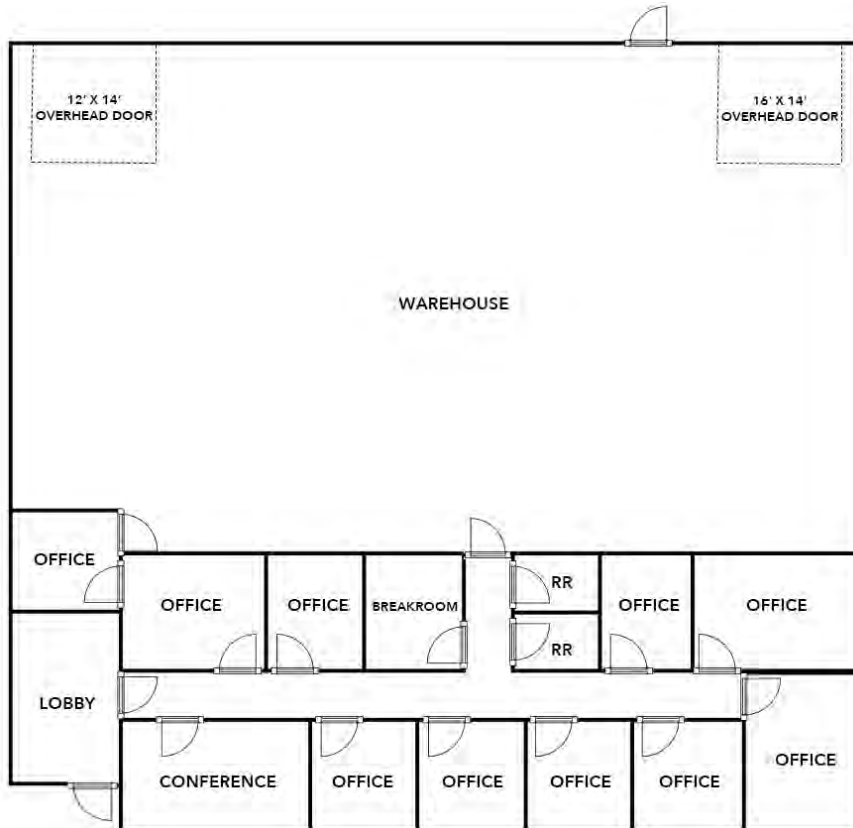 12' X 14'
OVERHEAD DOOR
16' X 14'
OVERHEAD DOOR
WAREHOUSE
OFFICE
OFFICE
OFFICE
BREAKROOM
RR
RR
OFFICE
OFFICE
LOBBY
CONFERENCE
OFFICE
OFFICE
OFFICE
OFFICE
OFFICE